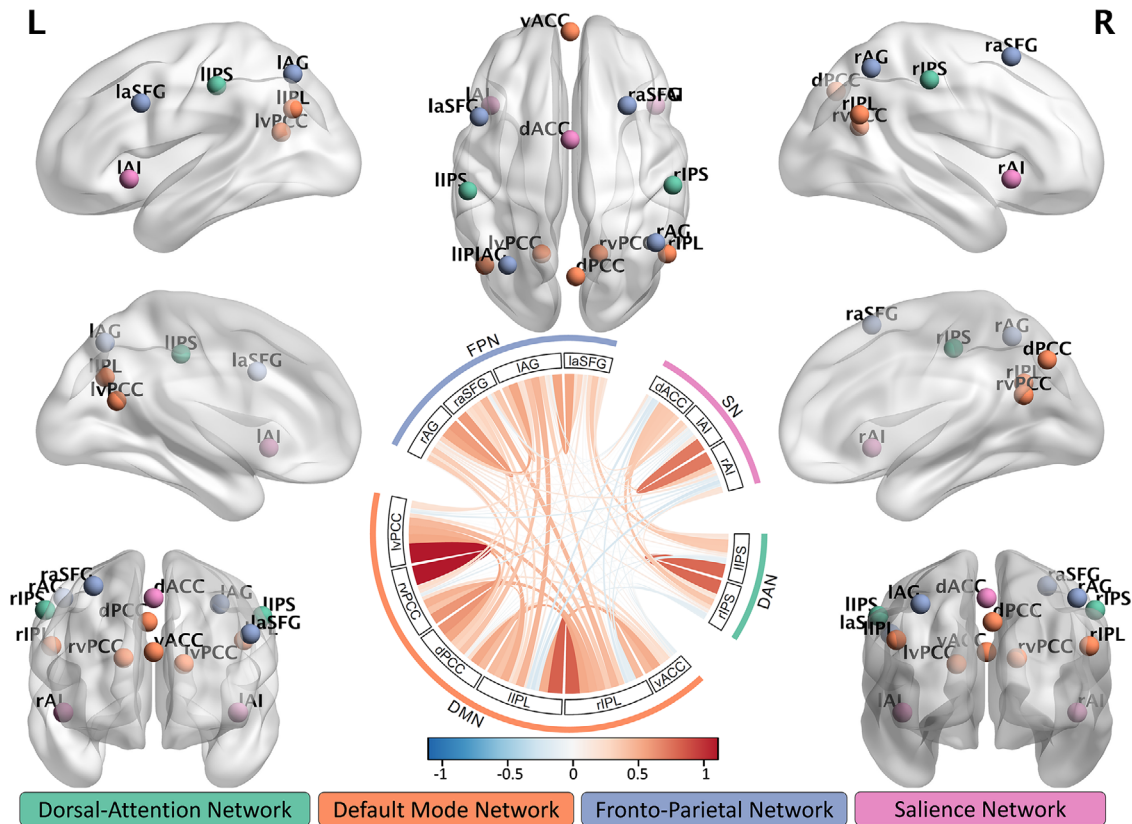 L
vACC
R
lAG
lIPS
laSFG
lIPL
lvPCC
lAI
lAI
laSFG
raSFG
dACC
lIPS
rIPS
lvPCC
rvPCC
rAG
rIPL
lAG
dPCC
raSFG
rAG
rIPS
dPCC
rIPL
rvPCC
rAI
lAG
lIPS
laSFG
lIPL
lvPCC
lAI
raSFG
rIPS
rAG
dPCC
rIPL
rvPCC
rAI
FPN
rAG
raSFG
lAG
laSFG
SN
dACC
lAI
rAI
DAN
lIPS
rIPS
DMN
lvPCC
rvPCC
dPCC
lIPL
rIPL
vACC
raSFG
rAG
rIPS
dACC
lAG
lIPS
dPCC
laSFG
rIPL
rvPCC
vACC
lvPCC
rAI
lAI
lAG
dACC
raSFG
rAG
lIPS
rIPS
dPCC
lIPL
vACC
rIPL
lvPCC
rvPCC
lAI
rAI
-1 -0.5 0 0.5 1
Dorsal-Attention Network
Default Mode Network
Fronto-Parietal Network
Salience Network